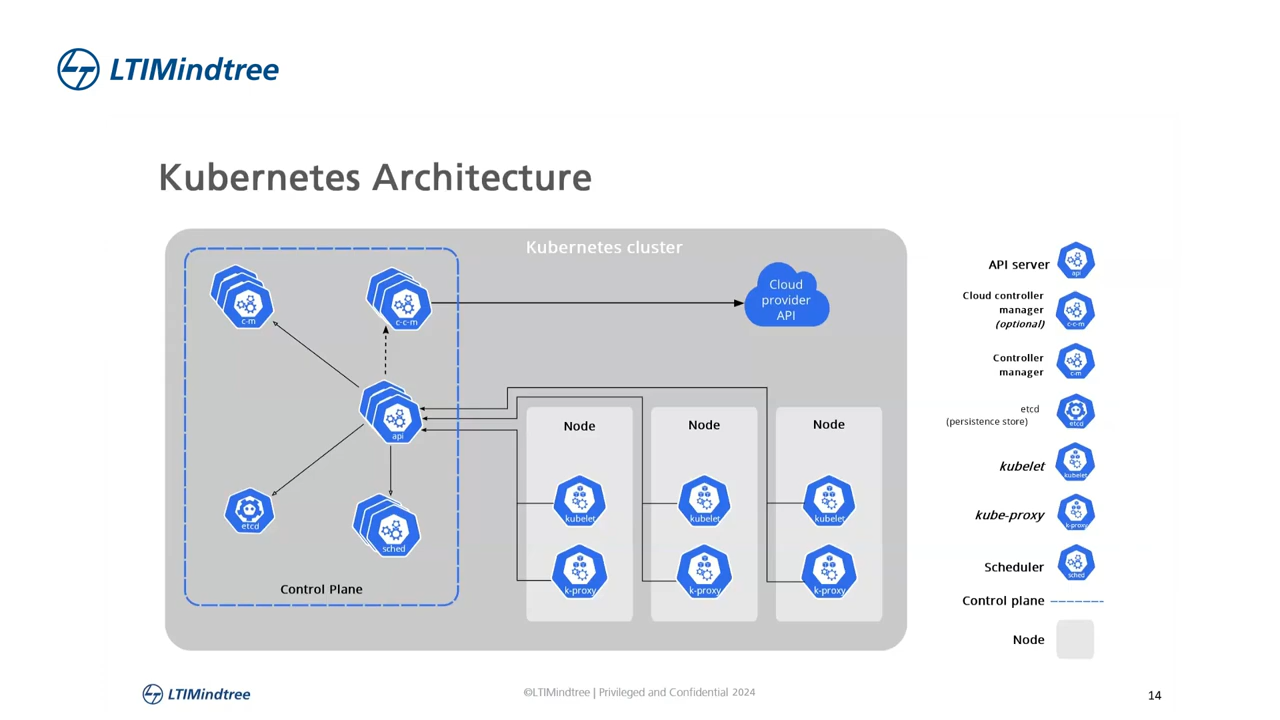 LTIMindtree
Kubernetes Architecture
Kubernetes cluster
c-m
c-c-m
Cloud
provider
API
api
etcd
sched
Control Plane
Node
Node
Node
kubelet
kubelet
kubelet
k-proxy
k-proxy
k-proxy
API server
api
Cloud controller
manager
(optional)
c-c-m
Controller
manager
c-m
etcd
(persistence store)
etcd
kubelet
kubelet
kube-proxy
k-proxy
Scheduler
sched
Control plane
Node
LTIMindtree
©LTIMindtree | Privileged and Confidential 2024
14